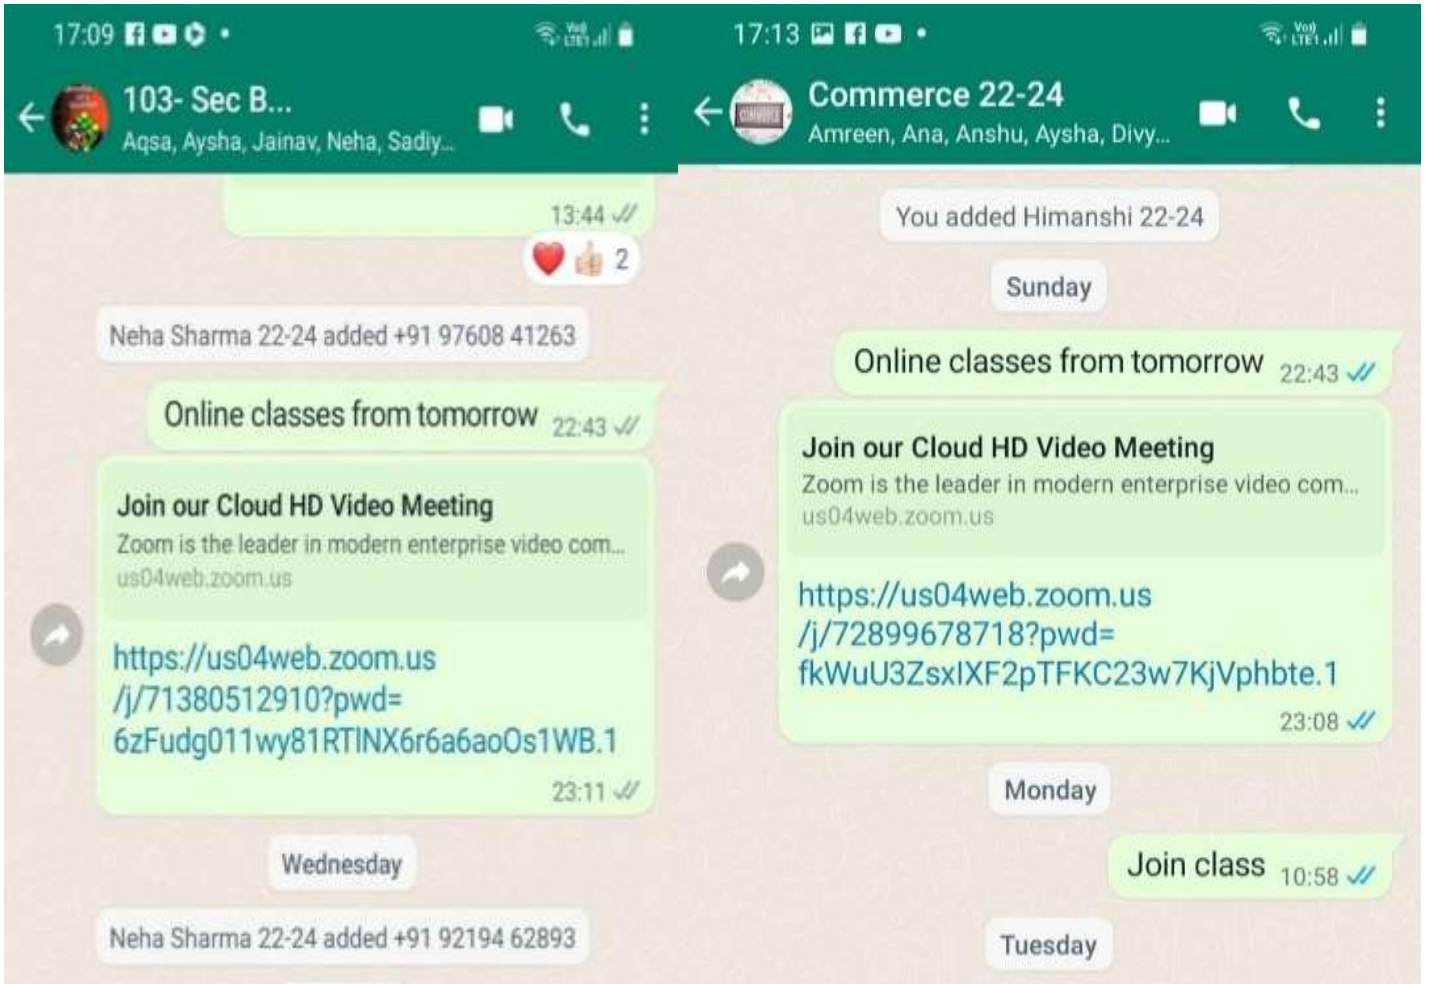 17:09
Vo))
LTE1
103- Sec B...
Aqsa, Aysha, Jainav, Neha, Sadiy...
13:44
2
Neha Sharma 22-24 added +91 97608 41263
Online classes from tomorrow 22:43
Join our Cloud HD Video Meeting
Zoom is the leader in modern enterprise video com...
us04web.zoom.us
https://us04web.zoom.us
/j/71380512910?pwd=
6zFudg011wy81RTlNX6r6a6aoOs1WB.1
23:11
Wednesday
Neha Sharma 22-24 added +91 92194 62893
17:13
Vo))
LTE1
Commerce 22-24
Amreen, Ana, Anshu, Aysha, Divy...
COMMERCE
You added Himanshi 22-24
Sunday
Online classes from tomorrow 22:43
Join our Cloud HD Video Meeting
Zoom is the leader in modern enterprise video com...
us04web.zoom.us
https://us04web.zoom.us
/j/72899678718?pwd=
fkWuU3ZsxIXF2pTFKC23w7KjVphbte.1
23:08
Monday
Join class 10:58
Tuesday